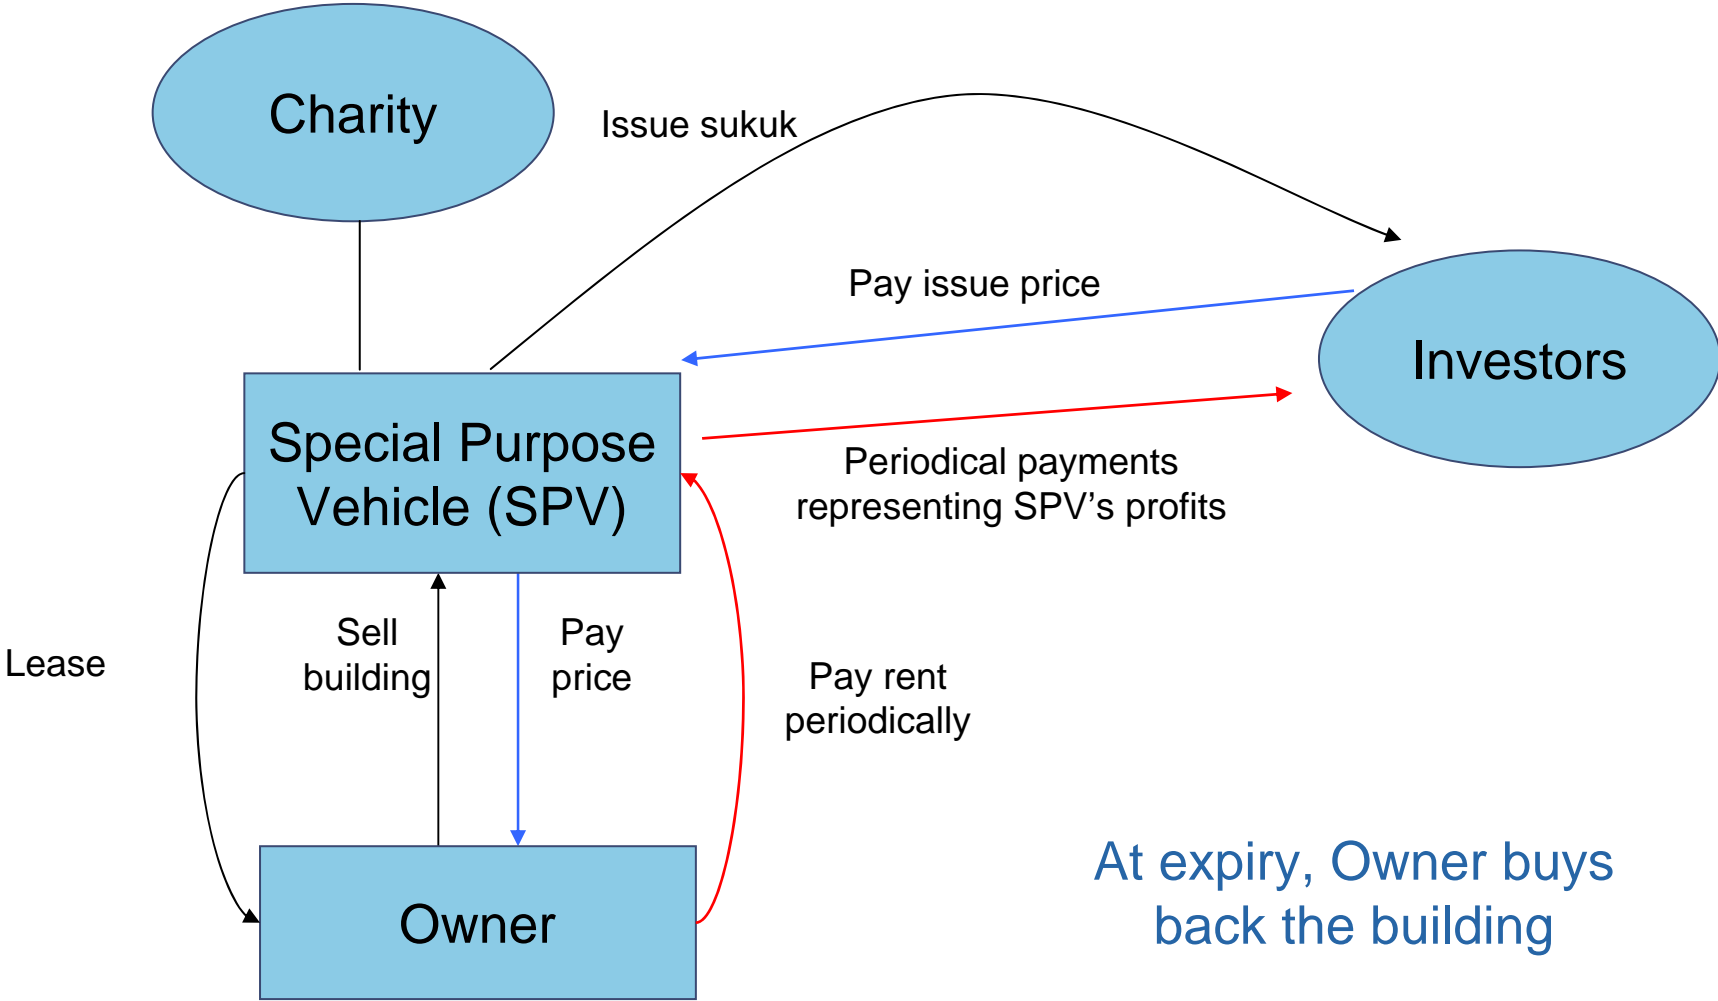 Charity
Issue sukuk
Pay issue price
Investors
Special Purpose
Vehicle (SPV)
Periodical payments
representing SPV’s profits
Lease
Sell
building
Pay
price
Pay rent
periodically
Owner
At expiry, Owner buys
back the building